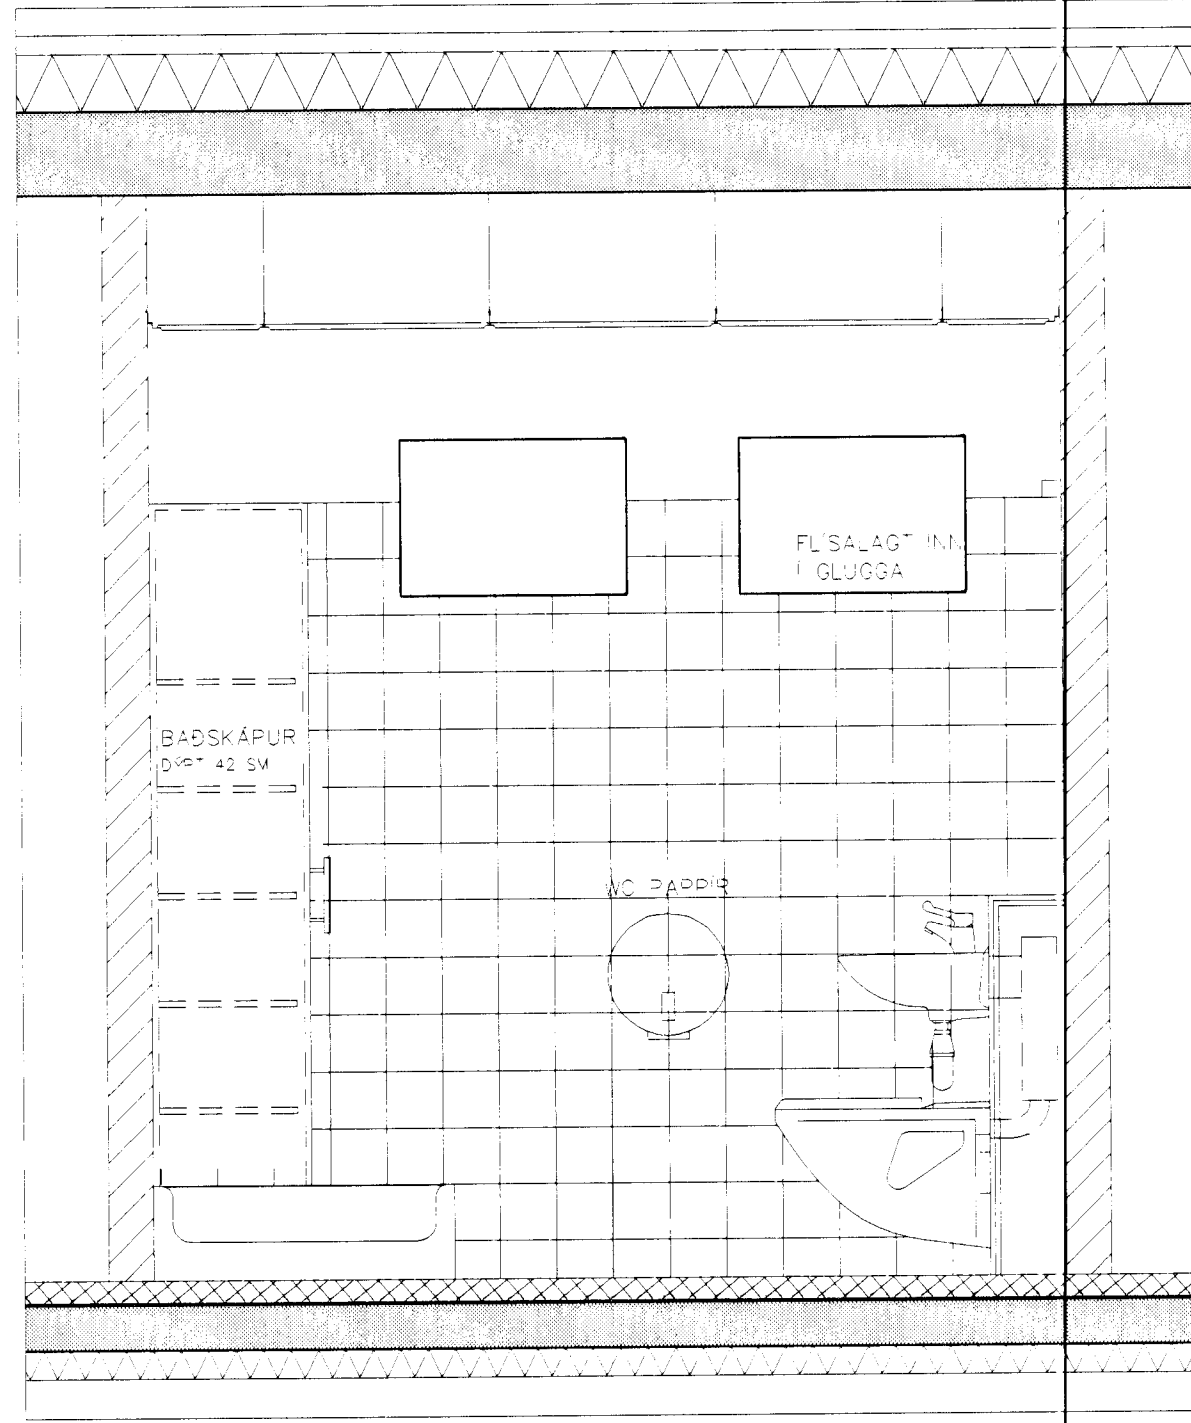 FLÍSALAGT INN
Í GLUGGA
BAÐSKÁPUR
DÝPT 42 SM
WC PAPPÍR